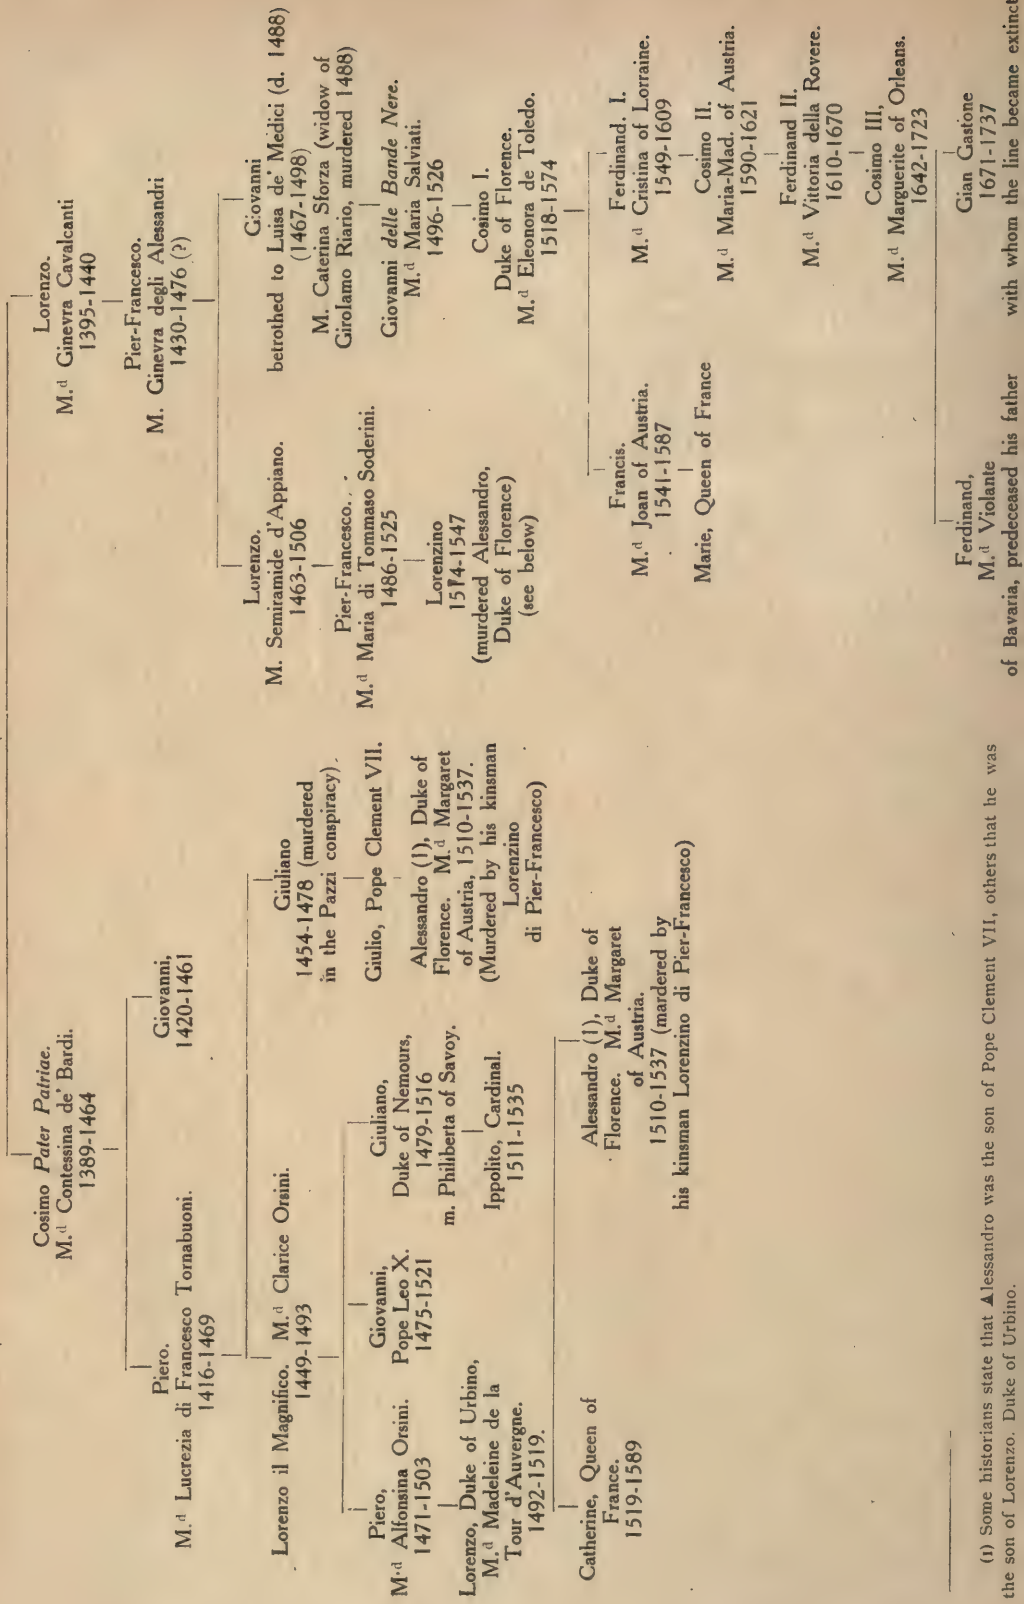 Cosimo Pater Patriae.
M.d Contessina de' Bardi.
1389-1464
Lorenzo.
M.d Ginevra Cavalcanti
1395-1440
Piero.
M.d Lucrezia di Francesco Tornabuoni.
1416-1469
Giovanni,
1420-1461
Pier-Francesco.
M. Ginevra degli Alessandri
1430-1476 (?)
Lorenzo il Magnifico. M.d Clarice Orsini.
1449-1493
Giuliano
1454-1478 (murdered
in the Pazzi conspiracy).
Lorenzo.
M. Semiramide d'Appiano.
1463-1506
Giovanni
betrothed to Luisa de' Medici (d. 1488)
(1467-1498)
M. Caterina Sforza (widow of
Girolamo Riario, murdered 1488)
Piero,
M.d Alfonsina Orsini.
1471-1503
Giovanni,
Pope Leo X.
1475-1521
Giuliano,
Duke of Nemours,
1479-1516
m. Philiberta of Savoy.
Giulio, Pope Clement VII.
Pier-Francesco.
M.d Maria di Tommaso Soderini.
1486-1525
Giovanni delle Bande Nere.
M.d Maria Salviati.
1496-1526
Lorenzo, Duke of Urbino,
M.d Madeleine de la
Tour d'Auvergne.
1492-1519.
Ippolito, Cardinal.
1511-1535
Alessandro (1), Duke of
Florence. M.d Margaret
of Austria, 1510-1537.
(Murdered by his kinsman
Lorenzino
di Pier-Francesco)
Lorenzino
1514-1547
(murdered Alessandro,
Duke of Florence)
(see below)
Cosimo I.
Duke of Florence.
M.d Eleonora de Toledo.
1518-1574
Catherine, Queen of
France.
1519-1589
Alessandro (1), Duke of
Florence. M.d Margaret
of Austria.
1510-1537 (mardered by
his kinsman Lorenzino di Pier-Francesco)
Francis.
M.d Joan of Austria.
1541-1587
Marie, Queen of France
Ferdinand. I.
M.d Cristina of Lorraine.
1549-1609
Cosimo II.
M.d Maria-Mad. of Austria.
1590-1621
Ferdinand II.
M.d Vittoria della Rovere.
1610-1670
Cosimo III,
M.d Marguerite of Orleans.
1642-1723
Ferdinand,
M.d Violante
of Bavaria, predeceased his father
Gian Gastone
1671-1737
with whom the line became extinct
(1) Some historians state that Alessandro was the son of Pope Clement VII, others that he was
the son of Lorenzo. Duke of Urbino.